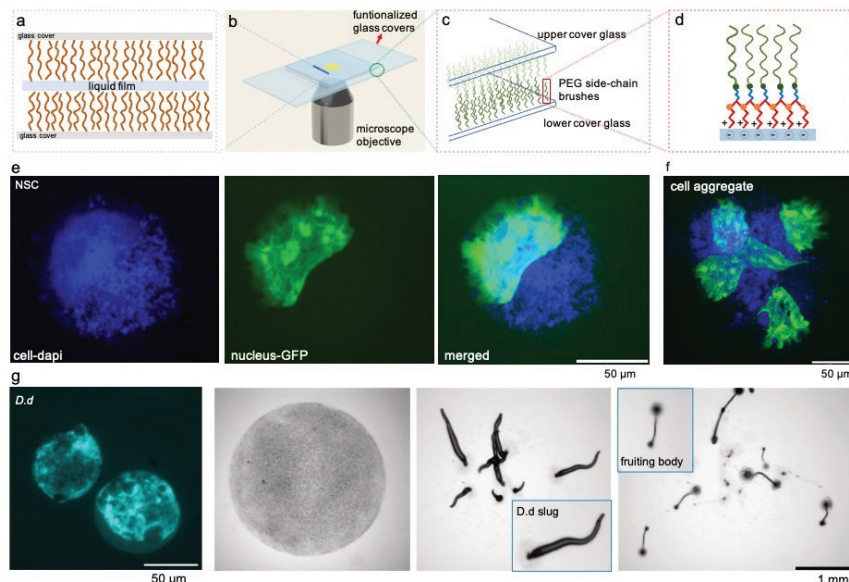 a
glass cover
liquid film
glass cover
b
funtionalized
glass covers
microscope
objective
c
upper cover glass
PEG side-chain
brushes
lower cover glass
d
+ + + + + +
- - - - - -
e
NSC
cell-dapi
nucleus-GFP
merged
50 µm
f
cell aggregate
50 µm
g
D.d
50 µm
D.d slug
fruiting body
1 mm